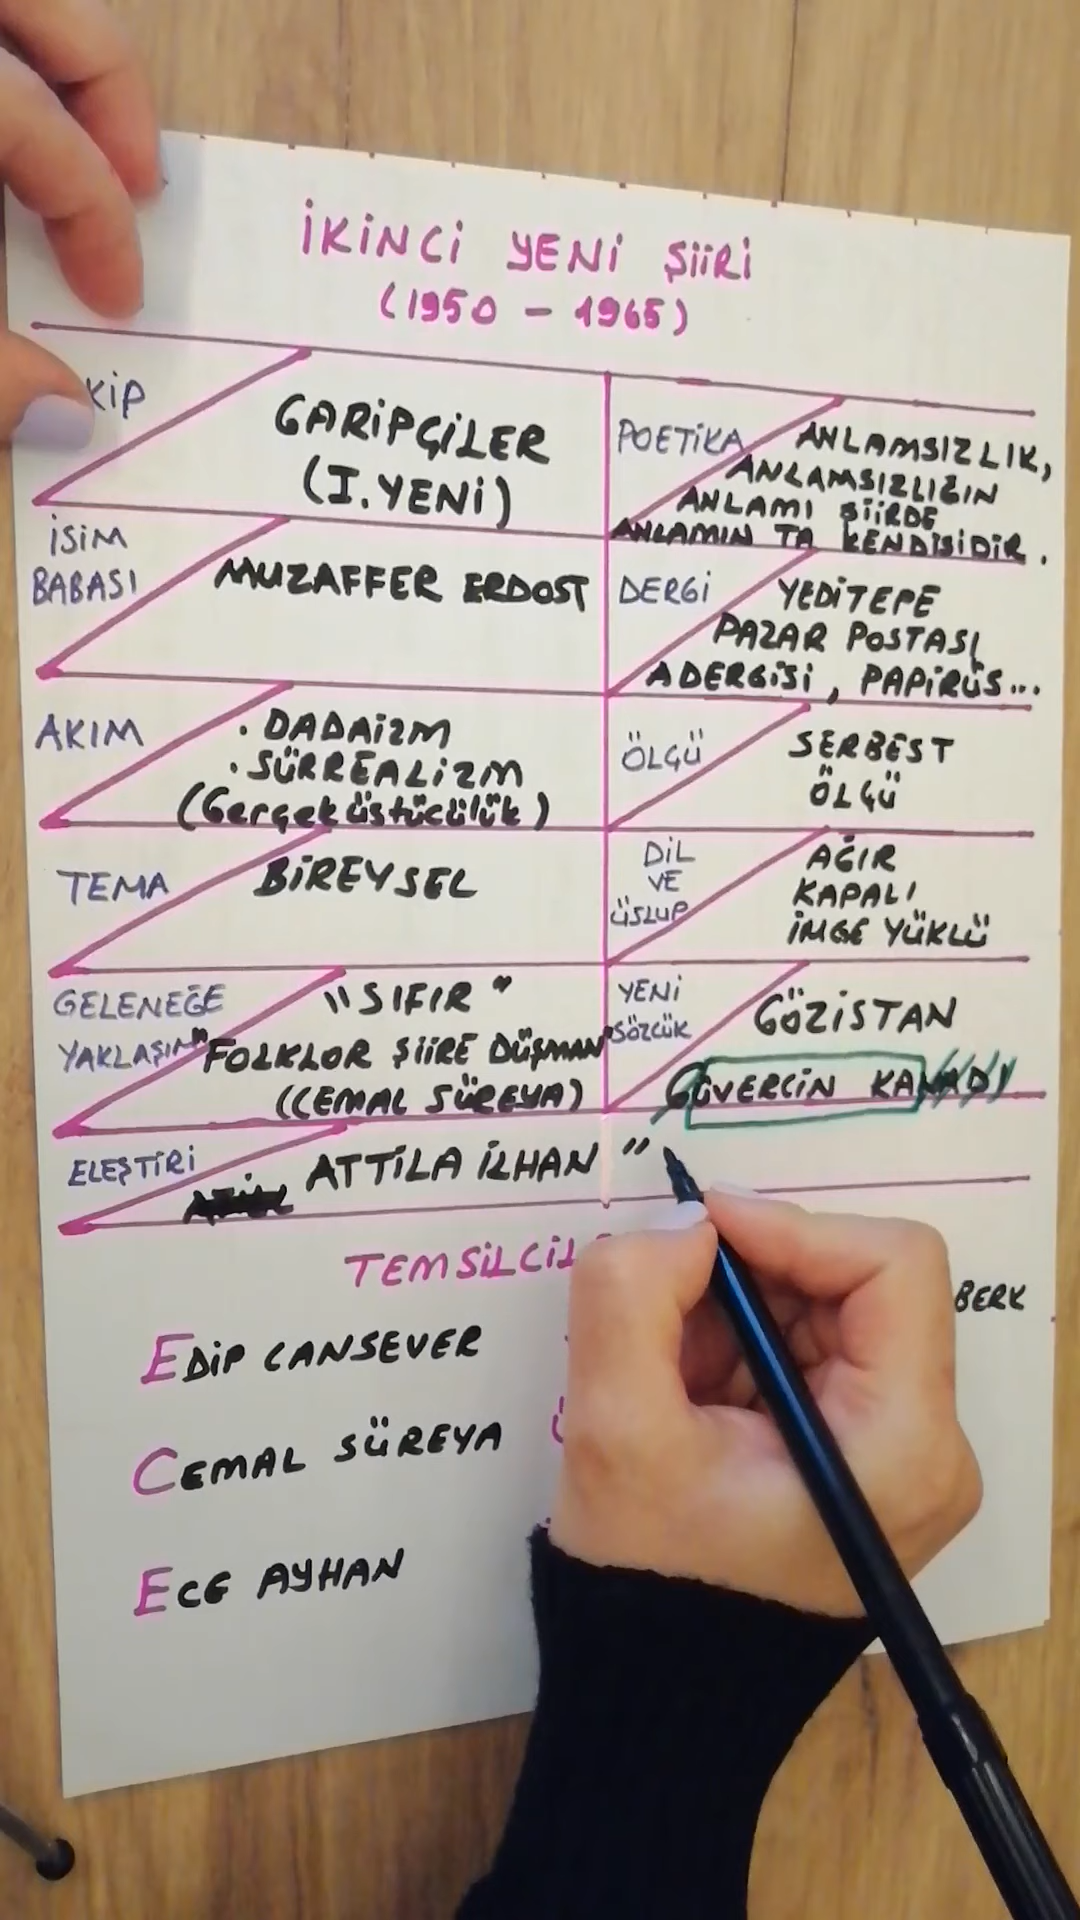 İKİNCİ YENİ ŞİİRİ
(1950 - 1965)
KİP
GARİPÇİLER
(I. YENİ)
İSİM
BABASI
MUZAFFER ERDOST
AKIM
. DADAİZM
. SÜRREALİZM
(Gerçeküstücülük)
TEMA
BİREYSEL
GELENEĞE
YAKLAŞIM
"SIFIR"
"FOLKLOR ŞİİRE DÜŞMAN"
(CEMAL SÜREYA)
POETİKA
ANLAMSIZLIK,
ANLAMSIZLIĞIN
ANLAMI ŞİİRDE
ANLAMIN TA KENDİSİDİR.
DERGİ
YEDİTEPE
PAZAR POSTASI
A DERGİSİ, PAPİRÜS...
ÖLÇÜ
SERBEST
ÖLÇÜ
DİL
VE
ÜSLUP
AĞIR
KAPALI
İMGE YÜKLÜ
YENİ
SÖZCÜK
GÖZİSTAN
GÜVERCİN KANADI
ELEŞTİRİ
ATTİLA İLHAN "
TEMSİLCİL
EDİP CANSEVER
BERK
CEMAL SÜREYA
Ü
ECE AYHAN